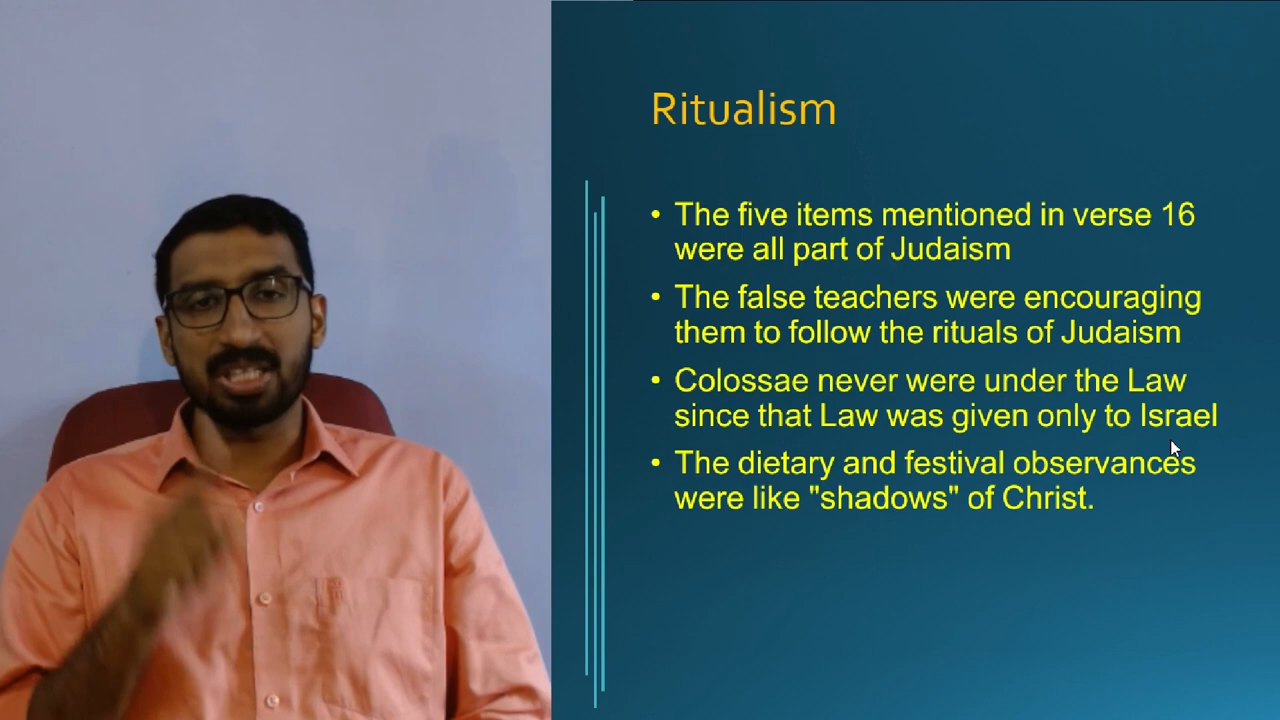 Ritualism
• The five items mentioned in verse 16
were all part of Judaism
• The false teachers were encouraging
them to follow the rituals of Judaism
• Colossae never were under the Law
since that Law was given only to Israel
• The dietary and festival observances
were like "shadows" of Christ.